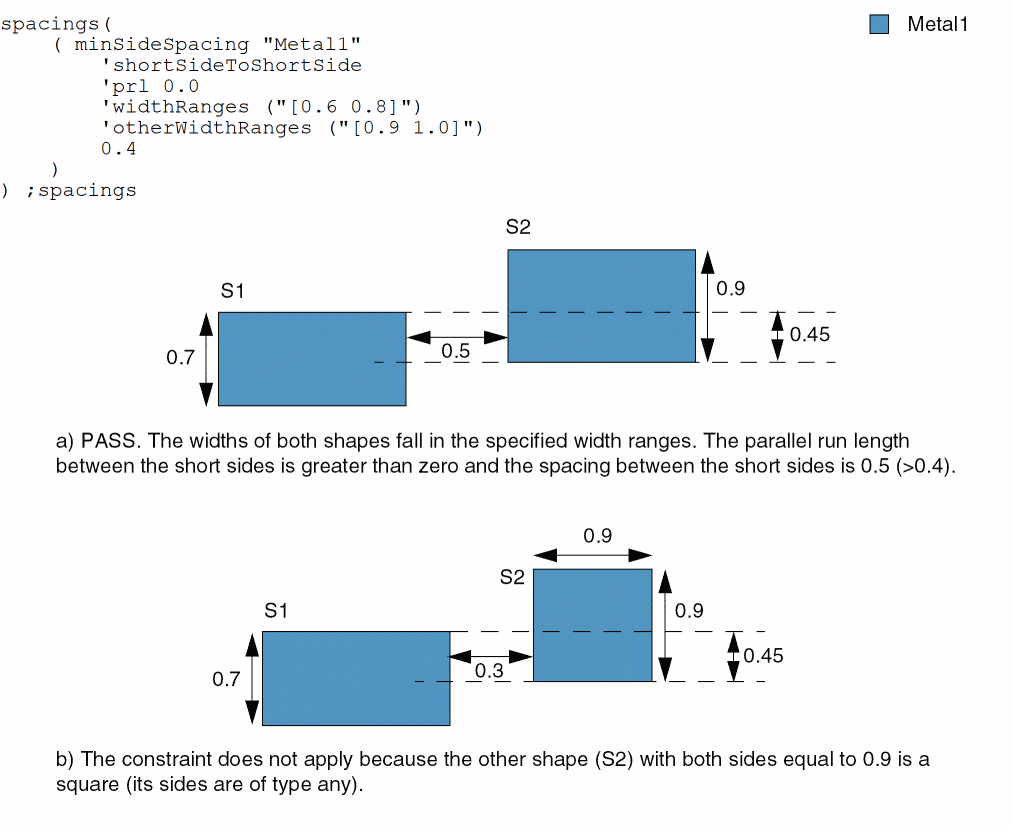 spacings(
( minSideSpacing "Metal1"
'shortSideToShortSide
'prl 0.0
'widthRanges ("[0.6 0.8]")
'otherWidthRanges ("[0.9 1.0]")
0.4
)
) ;spacings
Metal1
S2
S1
0.9
0.7
0.5
0.45
a) PASS. The widths of both shapes fall in the specified width ranges. The parallel run length
between the short sides is greater than zero and the spacing between the short sides is 0.5 (>0.4).
0.9
S2
S1
0.9
0.7
0.3
0.45
b) The constraint does not apply because the other shape (S2) with both sides equal to 0.9 is a
square (its sides are of type any).